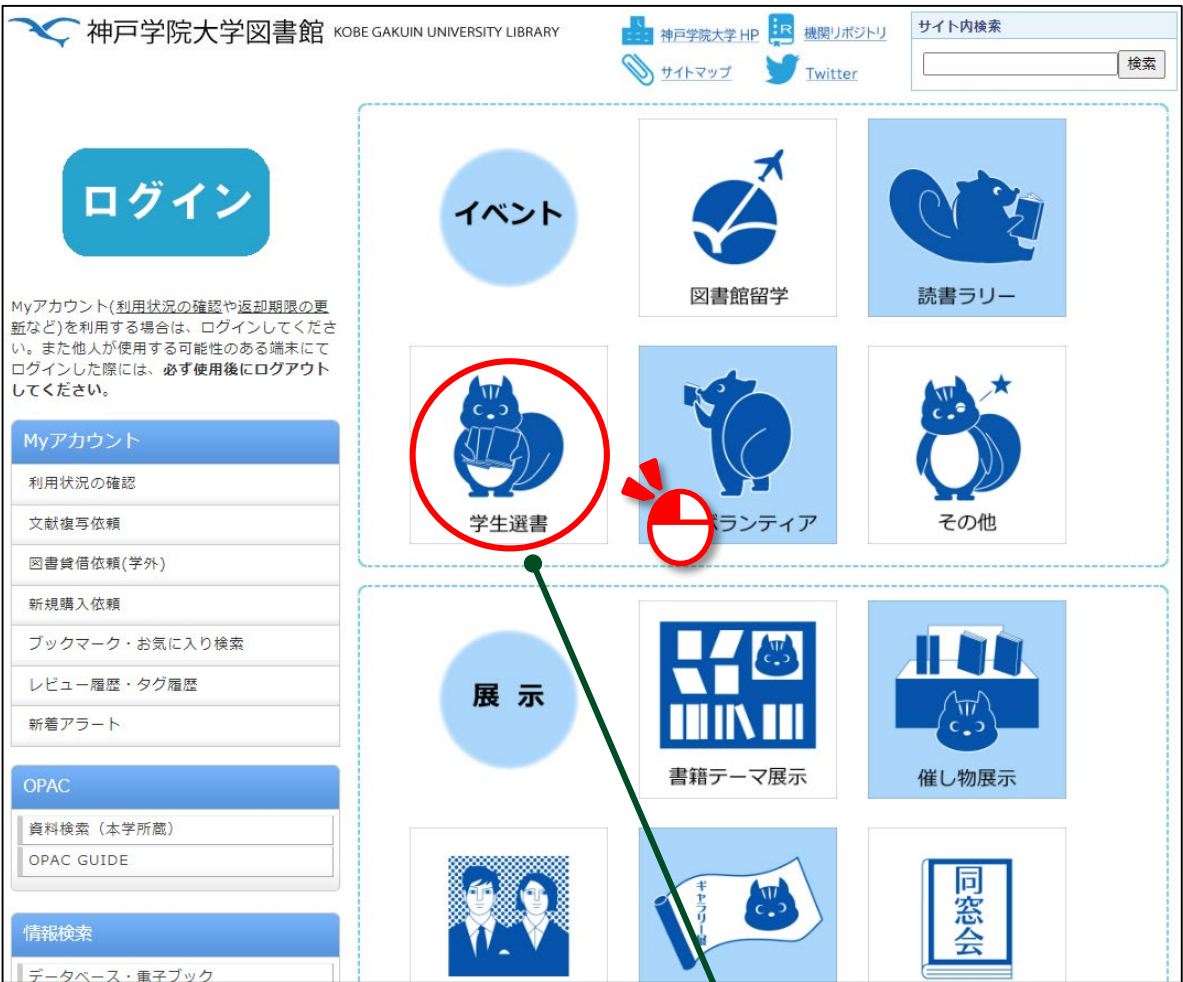 神戸学院大学図書館 KOBE GAKUIN UNIVERSITY LIBRARY
神戸学院大学 HP
機関リポジトリ
サイトマップ
Twitter
サイト内検索
検索
ログイン
Myアカウント(利用状況の確認や返却期限の更
新など)を利用する場合は、ログインしてくださ
い。また他人が使用する可能性のある端末にて
ログインした際には、必ず使用後にログアウト
してください。
Myアカウント
利用状況の確認
文献複写依頼
図書貸借依頼(学外)
新規購入依頼
ブックマーク・お気に入り検索
レビュー履歴・タグ履歴
新着アラート
OPAC
資料検索（本学所蔵）
OPAC GUIDE
情報検索
データベース・電子ブック
イベント
図書館留学
読書ラリー
学生選書
ランティア
その他
展 示
書籍テーマ展示
催し物展示
ギャラリー展
同窓会